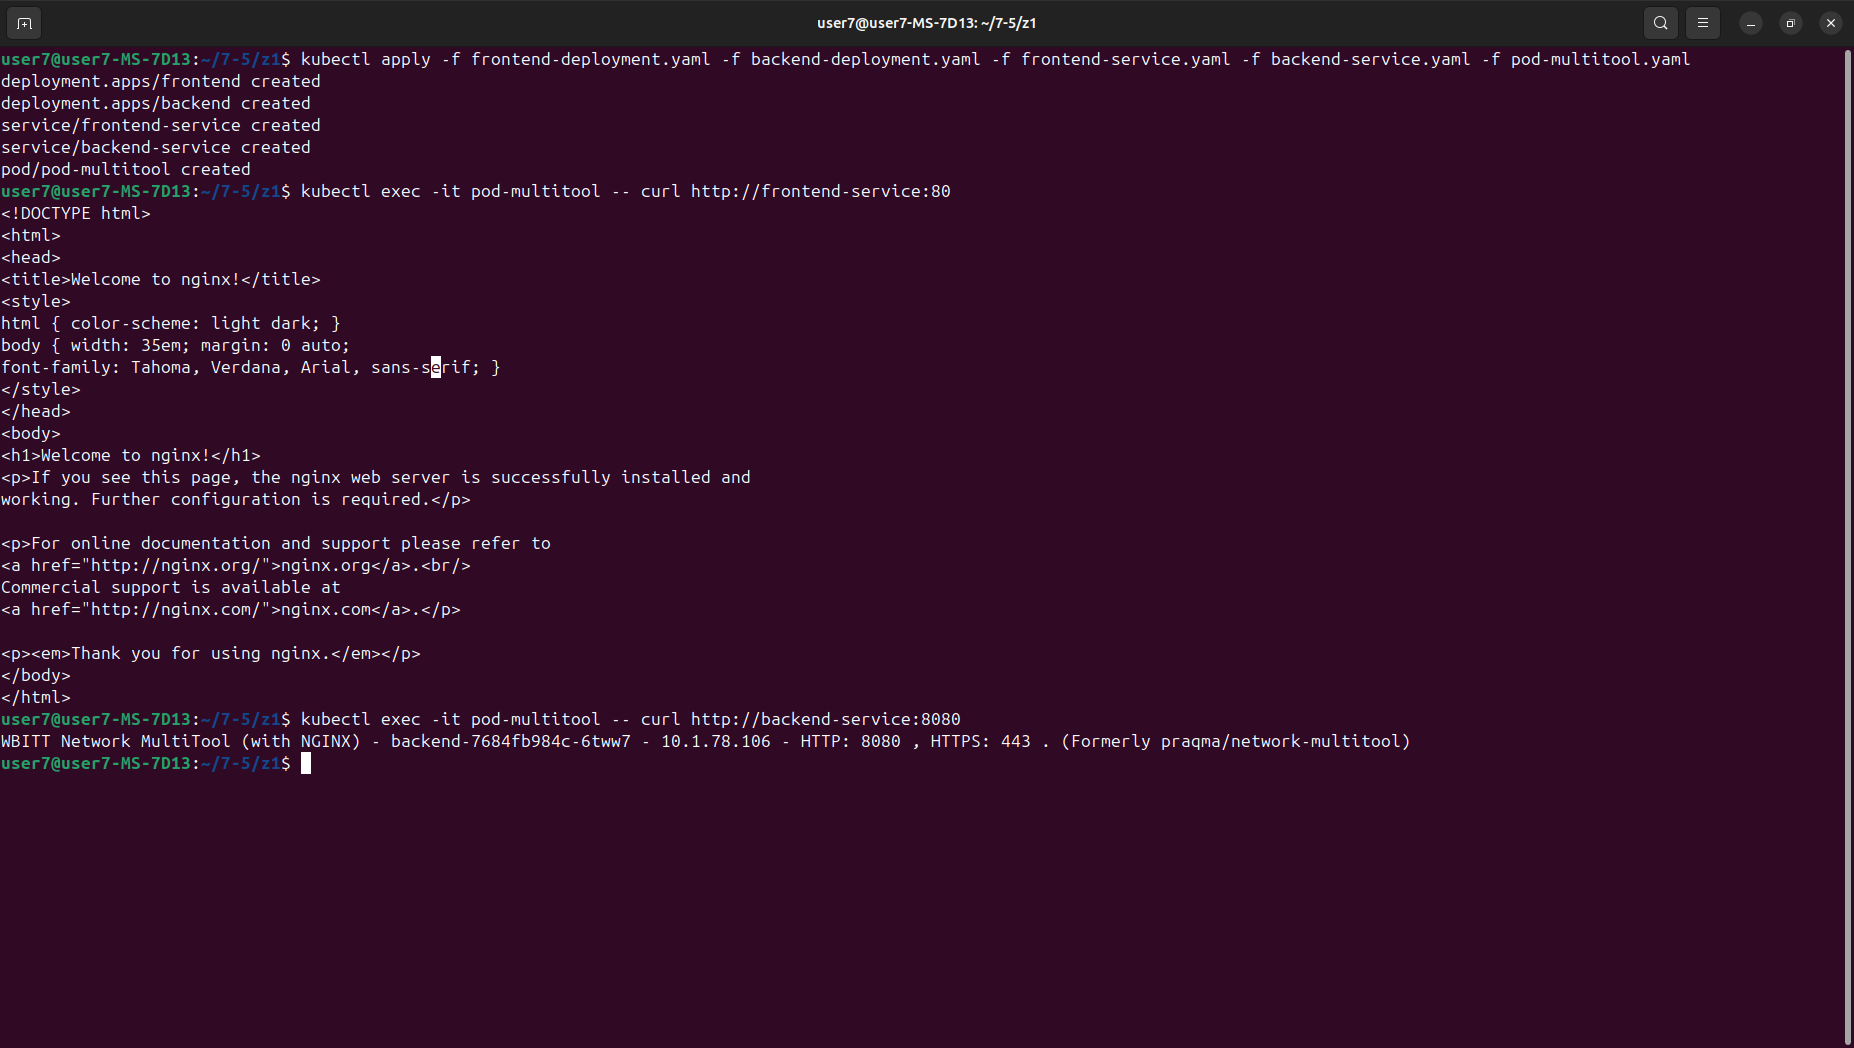 user7@user7-MS-7D13: ~/7-5/z1
user7@user7-MS-7D13:~/7-5/z1$ kubectl apply -f frontend-deployment.yaml -f backend-deployment.yaml -f frontend-service.yaml -f backend-service.yaml -f pod-multitool.yaml
deployment.apps/frontend created
deployment.apps/backend created
service/frontend-service created
service/backend-service created
pod/pod-multitool created
user7@user7-MS-7D13:~/7-5/z1$ kubectl exec -it pod-multitool -- curl http://frontend-service:80
<!DOCTYPE html>
<html>
<head>
<title>Welcome to nginx!</title>
<style>
html { color-scheme: light dark; }
body { width: 35em; margin: 0 auto;
font-family: Tahoma, Verdana, Arial, sans-serif; }
</style>
</head>
<body>
<h1>Welcome to nginx!</h1>
<p>If you see this page, the nginx web server is successfully installed and
working. Further configuration is required.</p>

<p>For online documentation and support please refer to
<a href="http://nginx.org/">nginx.org</a>.<br/>
Commercial support is available at
<a href="http://nginx.com/">nginx.com</a>.</p>

<p><em>Thank you for using nginx.</em></p>
</body>
</html>
user7@user7-MS-7D13:~/7-5/z1$ kubectl exec -it pod-multitool -- curl http://backend-service:8080
WBITT Network MultiTool (with NGINX) - backend-7684fb984c-6tww7 - 10.1.78.106 - HTTP: 8080 , HTTPS: 443 . (Formerly praqma/network-multitool)
user7@user7-MS-7D13:~/7-5/z1$